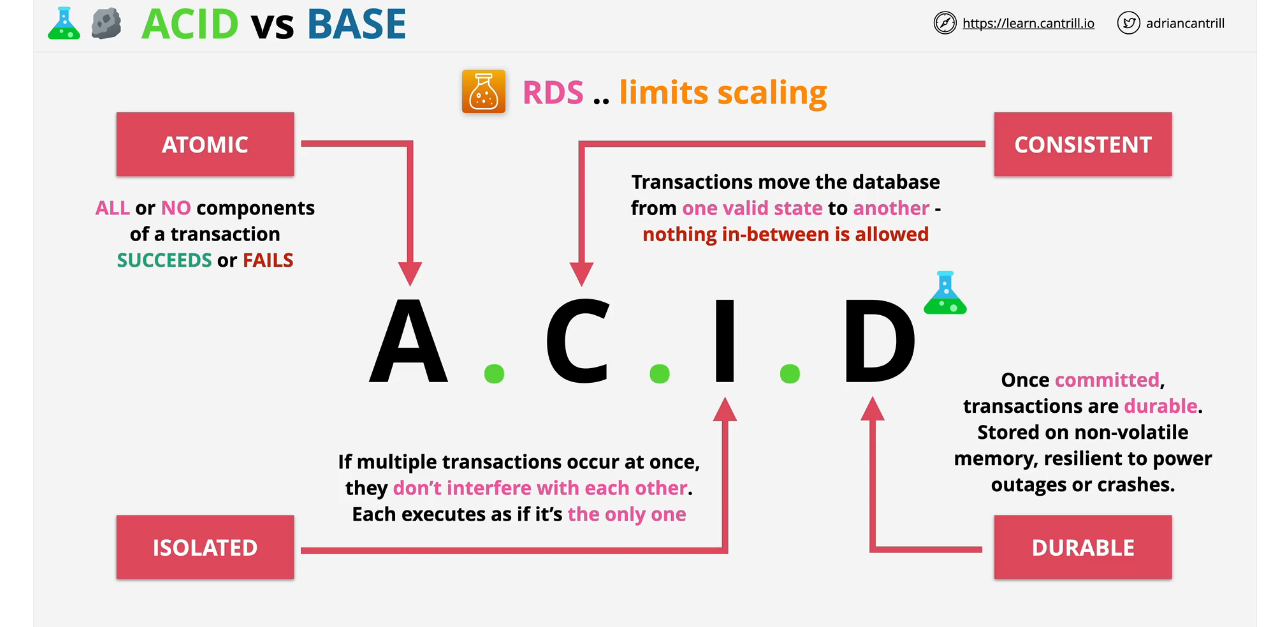 ACID vs BASE
https://learn.cantrill.io
adriancantrill
RDS .. limits scaling
ATOMIC
ALL or NO components
of a transaction
SUCCEEDS or FAILS
CONSISTENT
Transactions move the database
from one valid state to another -
nothing in-between is allowed
A . C . I . D
If multiple transactions occur at once,
they don’t interfere with each other.
Each executes as if it’s the only one
ISOLATED
Once committed,
transactions are durable.
Stored on non-volatile
memory, resilient to power
outages or crashes.
DURABLE